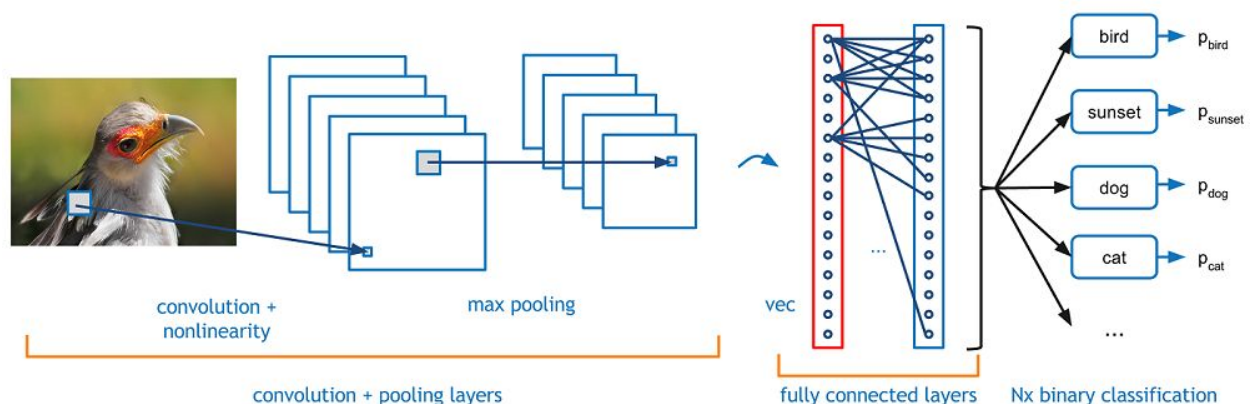 bird
p_bird
sunset
p_sunset
dog
p_dog
cat
p_cat
...
...
convolution +
nonlinearity
max pooling
vec
convolution + pooling layers
fully connected layers
Nx binary classification